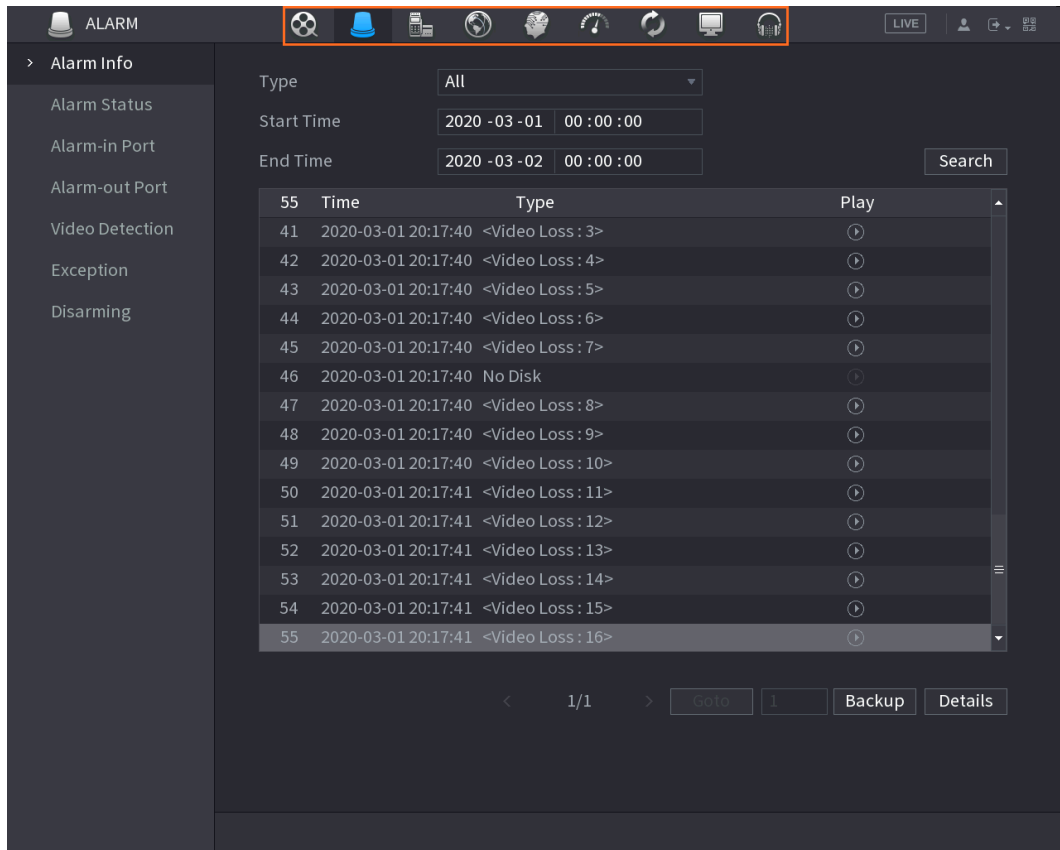 ALARM LIVE
> Alarm Info
Alarm Status
Alarm-in Port
Alarm-out Port
Video Detection
Exception
Disarming
Type All
Start Time 2020 -03 -01 00 :00 :00
End Time 2020 -03 -02 00 :00 :00 Search
55 Time Type Play
41 2020-03-01 20:17:40 <Video Loss : 3>
42 2020-03-01 20:17:40 <Video Loss : 4>
43 2020-03-01 20:17:40 <Video Loss : 5>
44 2020-03-01 20:17:40 <Video Loss : 6>
45 2020-03-01 20:17:40 <Video Loss : 7>
46 2020-03-01 20:17:40 No Disk
47 2020-03-01 20:17:40 <Video Loss : 8>
48 2020-03-01 20:17:40 <Video Loss : 9>
49 2020-03-01 20:17:40 <Video Loss : 10>
50 2020-03-01 20:17:41 <Video Loss : 11>
51 2020-03-01 20:17:41 <Video Loss : 12>
52 2020-03-01 20:17:41 <Video Loss : 13>
53 2020-03-01 20:17:41 <Video Loss : 14>
54 2020-03-01 20:17:41 <Video Loss : 15>
55 2020-03-01 20:17:41 <Video Loss : 16>
< 1/1 > Goto 1 Backup Details